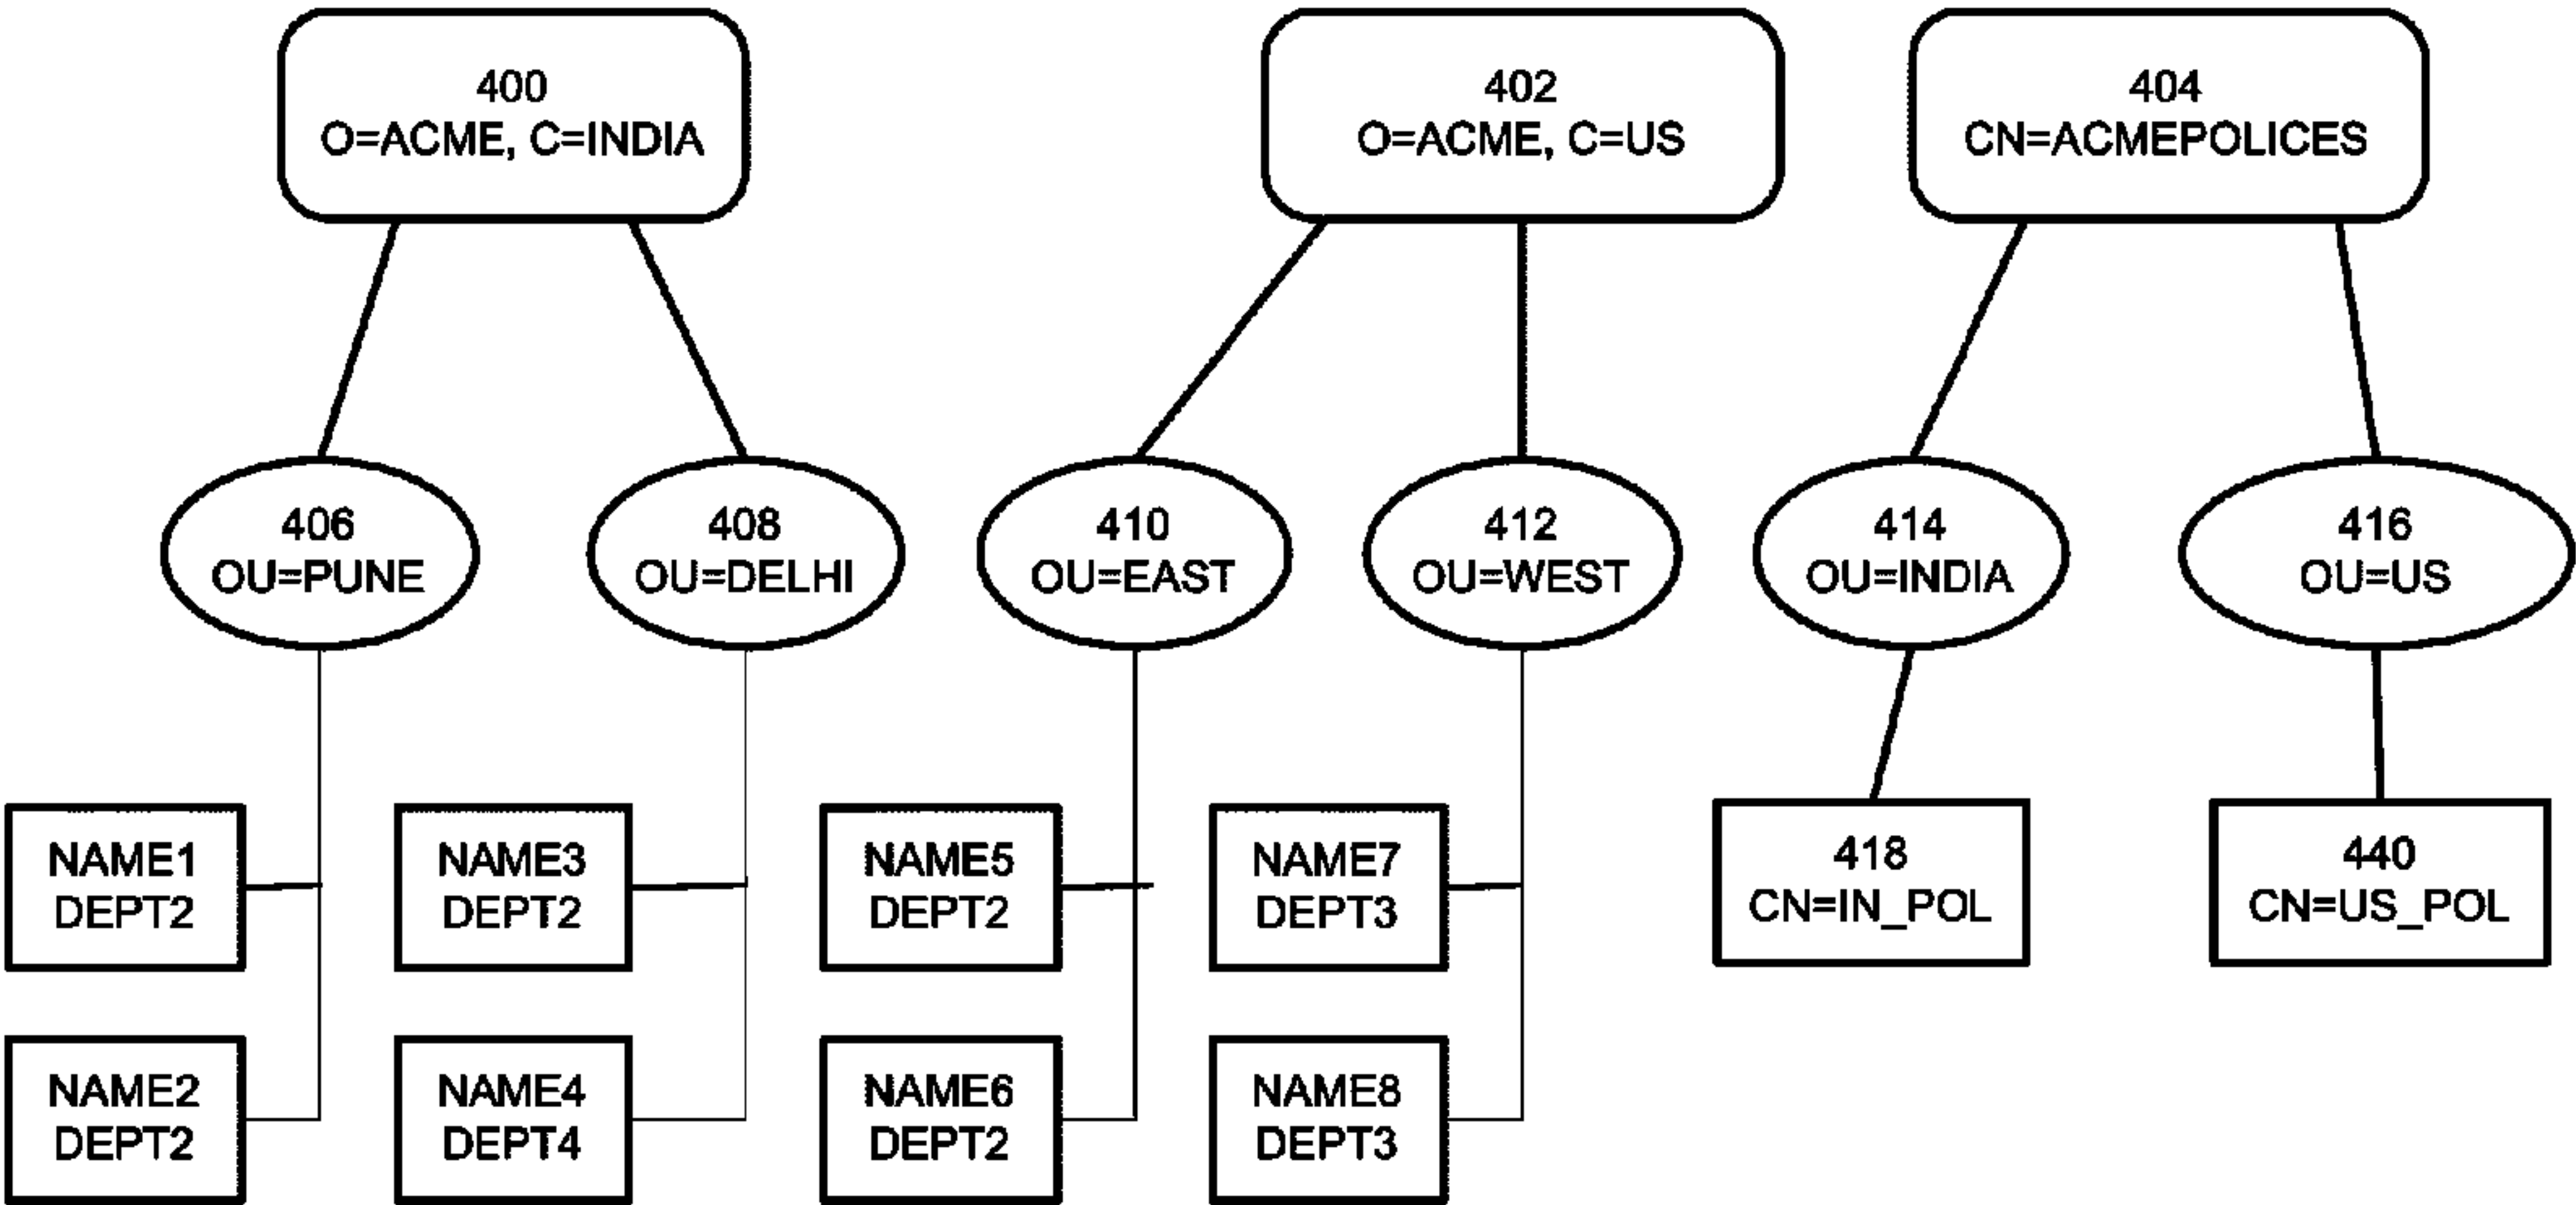 400
O=ACME, C=INDIA
402
O=ACME, C=US
404
CN=ACMEPOLICES
406
OU=PUNE
408
OU=DELHI
410
OU=EAST
412
OU=WEST
414
OU=INDIA
416
OU=US
NAME1
DEPT2
NAME3
DEPT2
NAME5
DEPT2
NAME7
DEPT3
418
CN=IN_POL
440
CN=US_POL
NAME2
DEPT2
NAME4
DEPT4
NAME6
DEPT2
NAME8
DEPT3